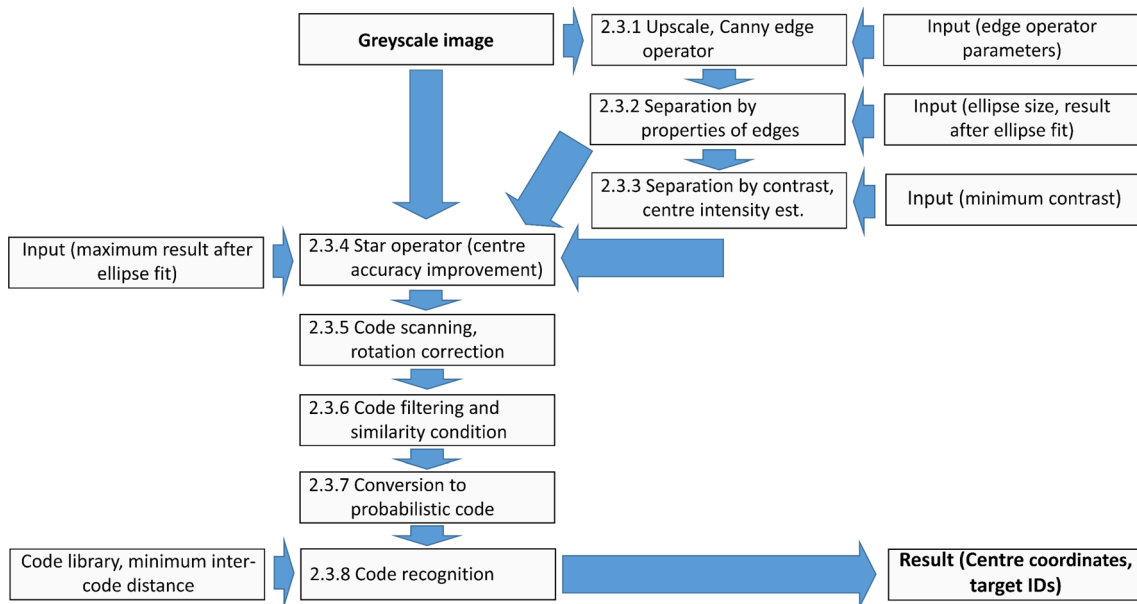 Greyscale image
2.3.1 Upscale, Canny edge
operator
Input (edge operator
parameters)
2.3.2 Separation by
properties of edges
Input (ellipse size, result
after ellipse fit)
2.3.3 Separation by contrast,
centre intensity est.
Input (minimum contrast)
Input (maximum result after
ellipse fit)
2.3.4 Star operator (centre
accuracy improvement)
2.3.5 Code scanning,
rotation correction
2.3.6 Code filtering and
similarity condition
2.3.7 Conversion to
probabilistic code
Code library, minimum inter-
code distance
2.3.8 Code recognition
Result (Centre coordinates,
target IDs)